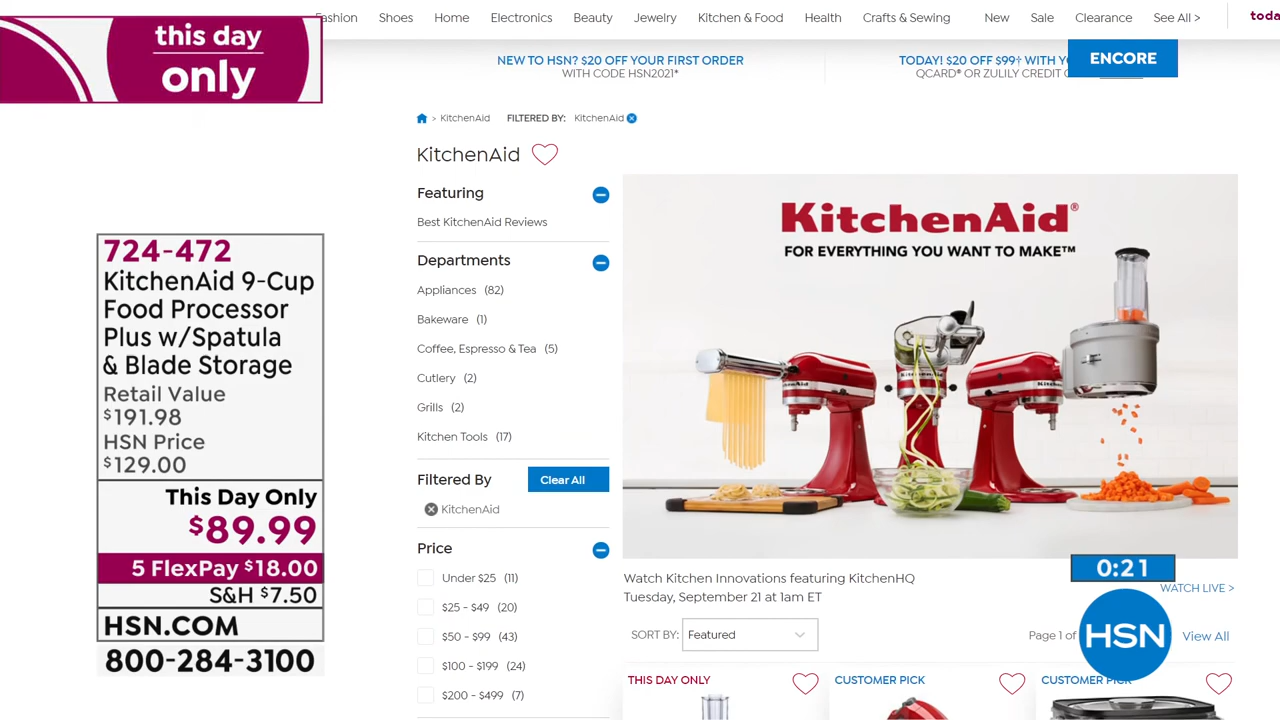 this day
only
Fashion Shoes Home Electronics Beauty Jewelry Kitchen & Food Health Crafts & Sewing New Sale Clearance See All >
NEW TO HSN? $20 OFF YOUR FIRST ORDER
WITH CODE HSN2021*
TODAY! $20 OFF $99† WITH
QCARD® OR ZULILY CREDIT
ENCORE
> KitchenAid FILTERED BY: KitchenAid
KitchenAid
Featuring
Best KitchenAid Reviews
Departments
Appliances (82)
Bakeware (1)
Coffee, Espresso & Tea (5)
Cutlery (2)
Grills (2)
Kitchen Tools (17)
Filtered By Clear All
KitchenAid
Price
Under $25 (11)
$25 - $49 (20)
$50 - $99 (43)
$100 - $199 (24)
$200 - $499 (7)
KitchenAid®
FOR EVERYTHING YOU WANT TO MAKE™
KitchenAid
KitchenAid
KitchenAid
Watch Kitchen Innovations featuring KitchenHQ
Tuesday, September 21 at 1am ET
0:21
WATCH LIVE >
SORT BY: Featured
Page 1 of
HSN
View All
THIS DAY ONLY
CUSTOMER PICK
CUSTOMER PICK
724-472
KitchenAid 9-Cup
Food Processor
Plus w/Spatula
& Blade Storage
Retail Value
$191.98
HSN Price
$129.00
This Day Only
$89.99
5 FlexPay $18.00
S&H $7.50
HSN.COM
800-284-3100